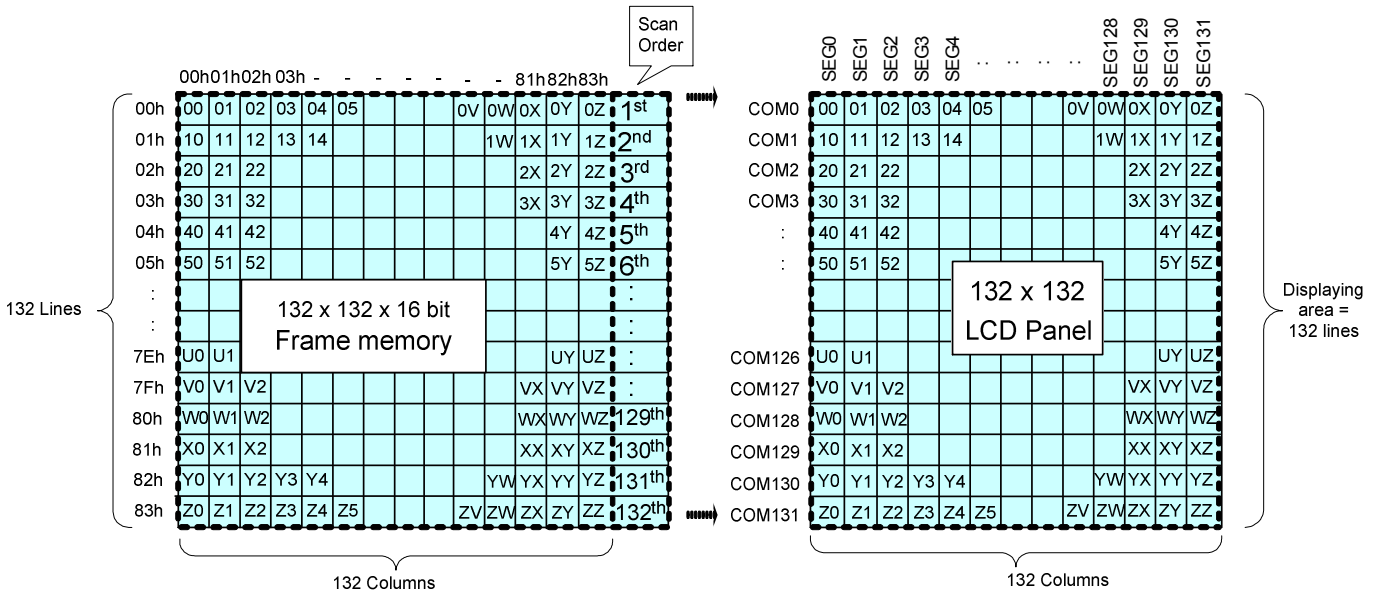 Scan
Order
00h 01h 02h 03h - - - - - - - 81h 82h 83h
00h 00 01 02 03 04 05 0V 0W 0X 0Y 0Z 1st
01h 10 11 12 13 14 1W 1X 1Y 1Z 2nd
02h 20 21 22 2X 2Y 2Z 3rd
03h 30 31 32 3X 3Y 3Z 4th
04h 40 41 42 4Y 4Z 5th
05h 50 51 52 5Y 5Z 6th
: :
: :
7Eh U0 U1 UY UZ :
7Fh V0 V1 V2 VX VY VZ :
80h W0 W1 W2 WX WY WZ 129th
81h X0 X1 X2 XX XY XZ 130th
82h Y0 Y1 Y2 Y3 Y4 YW YX YY YZ 131th
83h Z0 Z1 Z2 Z3 Z4 Z5 ZV ZW ZX ZY ZZ 132th
132 Lines
132 x 132 x 16 bit
Frame memory
132 Columns
SEG0 SEG1 SEG2 SEG3 SEG4 .. .. .. .. SEG128 SEG129 SEG130 SEG131
COM0 00 01 02 03 04 05 0V 0W 0X 0Y 0Z
COM1 10 11 12 13 14 1W 1X 1Y 1Z
COM2 20 21 22 2X 2Y 2Z
COM3 30 31 32 3X 3Y 3Z
: 40 41 42 4Y 4Z
: 50 51 52 5Y 5Z
COM126 U0 U1 UY UZ
COM127 V0 V1 V2 VX VY VZ
COM128 W0 W1 W2 WX WY WZ
COM129 X0 X1 X2 XX XY XZ
COM130 Y0 Y1 Y2 Y3 Y4 YW YX YY YZ
COM131 Z0 Z1 Z2 Z3 Z4 Z5 ZV ZW ZX ZY ZZ
132 x 132
LCD Panel
Displaying
area =
132 lines
132 Columns